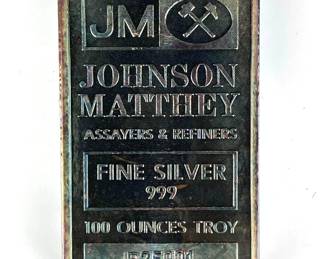 JM
JOHNSON
MATTHEY
ASSAYERS & REFINERS
FINE SILVER
999
100 OUNCES TROY